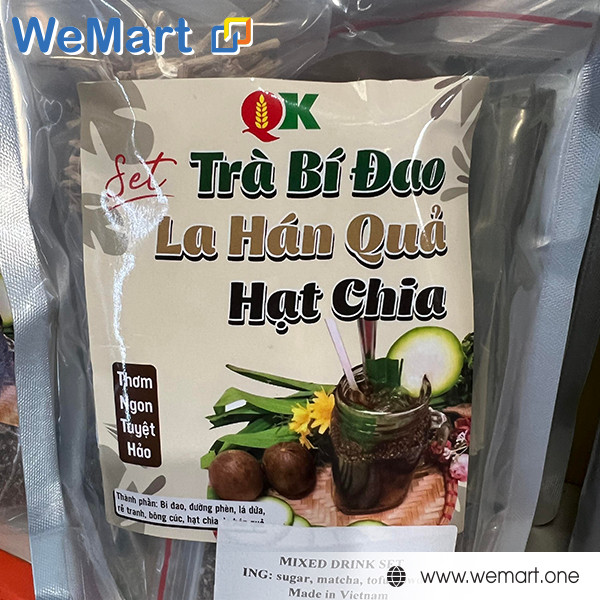 WeMart
QK
Set Trà Bí Đao
La Hán Quả
Hạt Chia
Thơm
Ngon
Tuyệt
Hảo
Thành phần: Bí đao, đường phèn, lá dứa,
rễ tranh, bông cúc, hạt chia,
MIXED DRINK SET
ING: sugar, matcha, tofu
Made in Vietnam
www.wemart.one